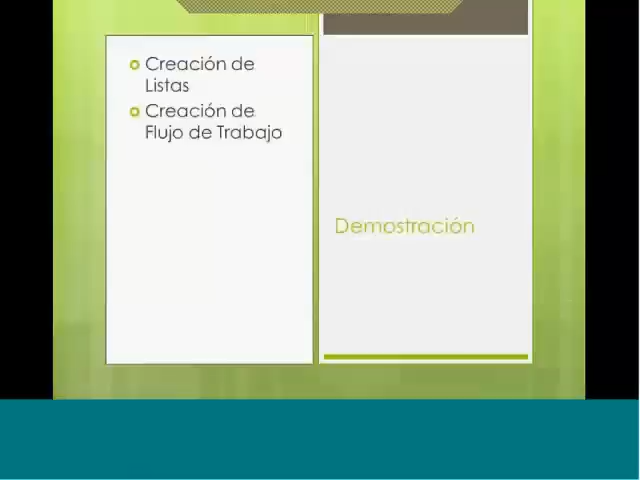 Creación de
Listas
Creación de
Flujo de Trabajo
Demostración